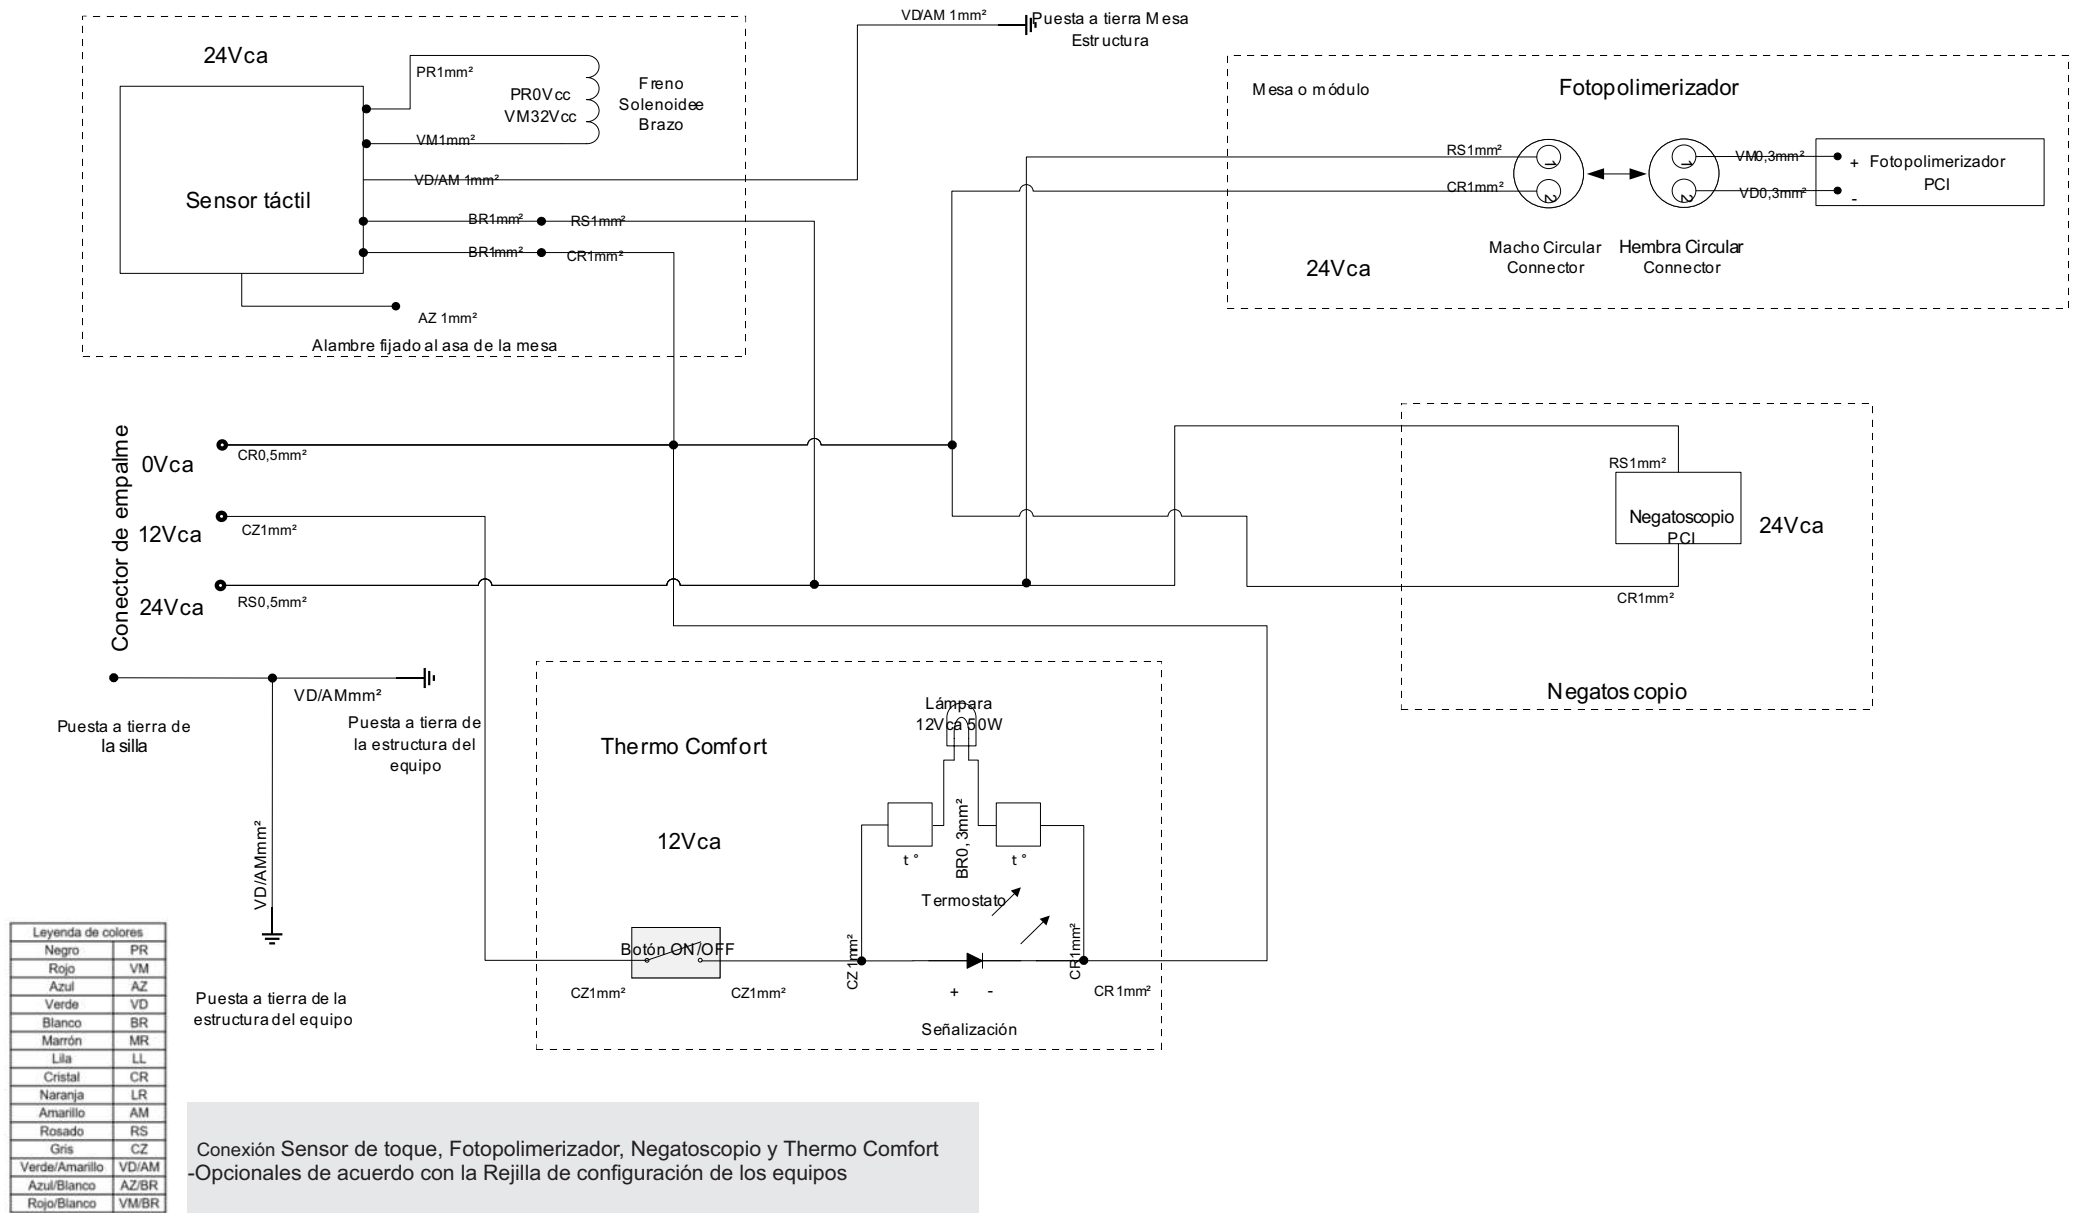 24Vca
PR1mm²
PR0Vcc
VM32Vcc
Freno
Solenoidee
Brazo
VM1mm²
VD/AM 1mm²
Sensor táctil
BR1mm²
RS1mm²
BR1mm²
CR1mm²
AZ 1mm²
Alambre fijado al asa de la mesa
VD/AM 1mm²
Puesta a tierra Mesa
Estructura
Mesa o módulo
Fotopolimerizador
RS1mm²
CR1mm²
1
2
1
2
VM0,3mm²
VD0,3mm²
+ Fotopolimerizador
PCI
-
Macho Circular
Connector
Hembra Circular
Connector
24Vca
Conector de empalme
0Vca
CR0,5mm²
12Vca
CZ1mm²
24Vca
RS0,5mm²
RS1mm²
Negatoscopio
PCI
24Vca
CR1mm²
Negatoscopio
VD/AMmm²
Puesta a tierra de
la silla
Puesta a tierra de
la estructura del
equipo
VD/AMmm²
Puesta a tierra de la
estructura del equipo
Thermo Comfort
12Vca
Lámpara
12Vca 50W
BR0,3mm²
t °
t °
Termostato
Botón ON/OFF
CZ1mm²
CZ1mm²
CZ 1mm²
CR1mm²
+ -
CR1mm²
Señalización
Leyenda de colores
Negro PR
Rojo VM
Azul AZ
Verde VD
Blanco BR
Marrón MR
Lila LL
Cristal CR
Naranja LR
Amarillo AM
Rosado RS
Gris CZ
Verde/Amarillo VD/AM
Azul/Blanco AZ/BR
Rojo/Blanco VM/BR
Conexión Sensor de toque, Fotopolimerizador, Negatoscopio y Thermo Comfort
-Opcionales de acuerdo con la Rejilla de configuración de los equipos